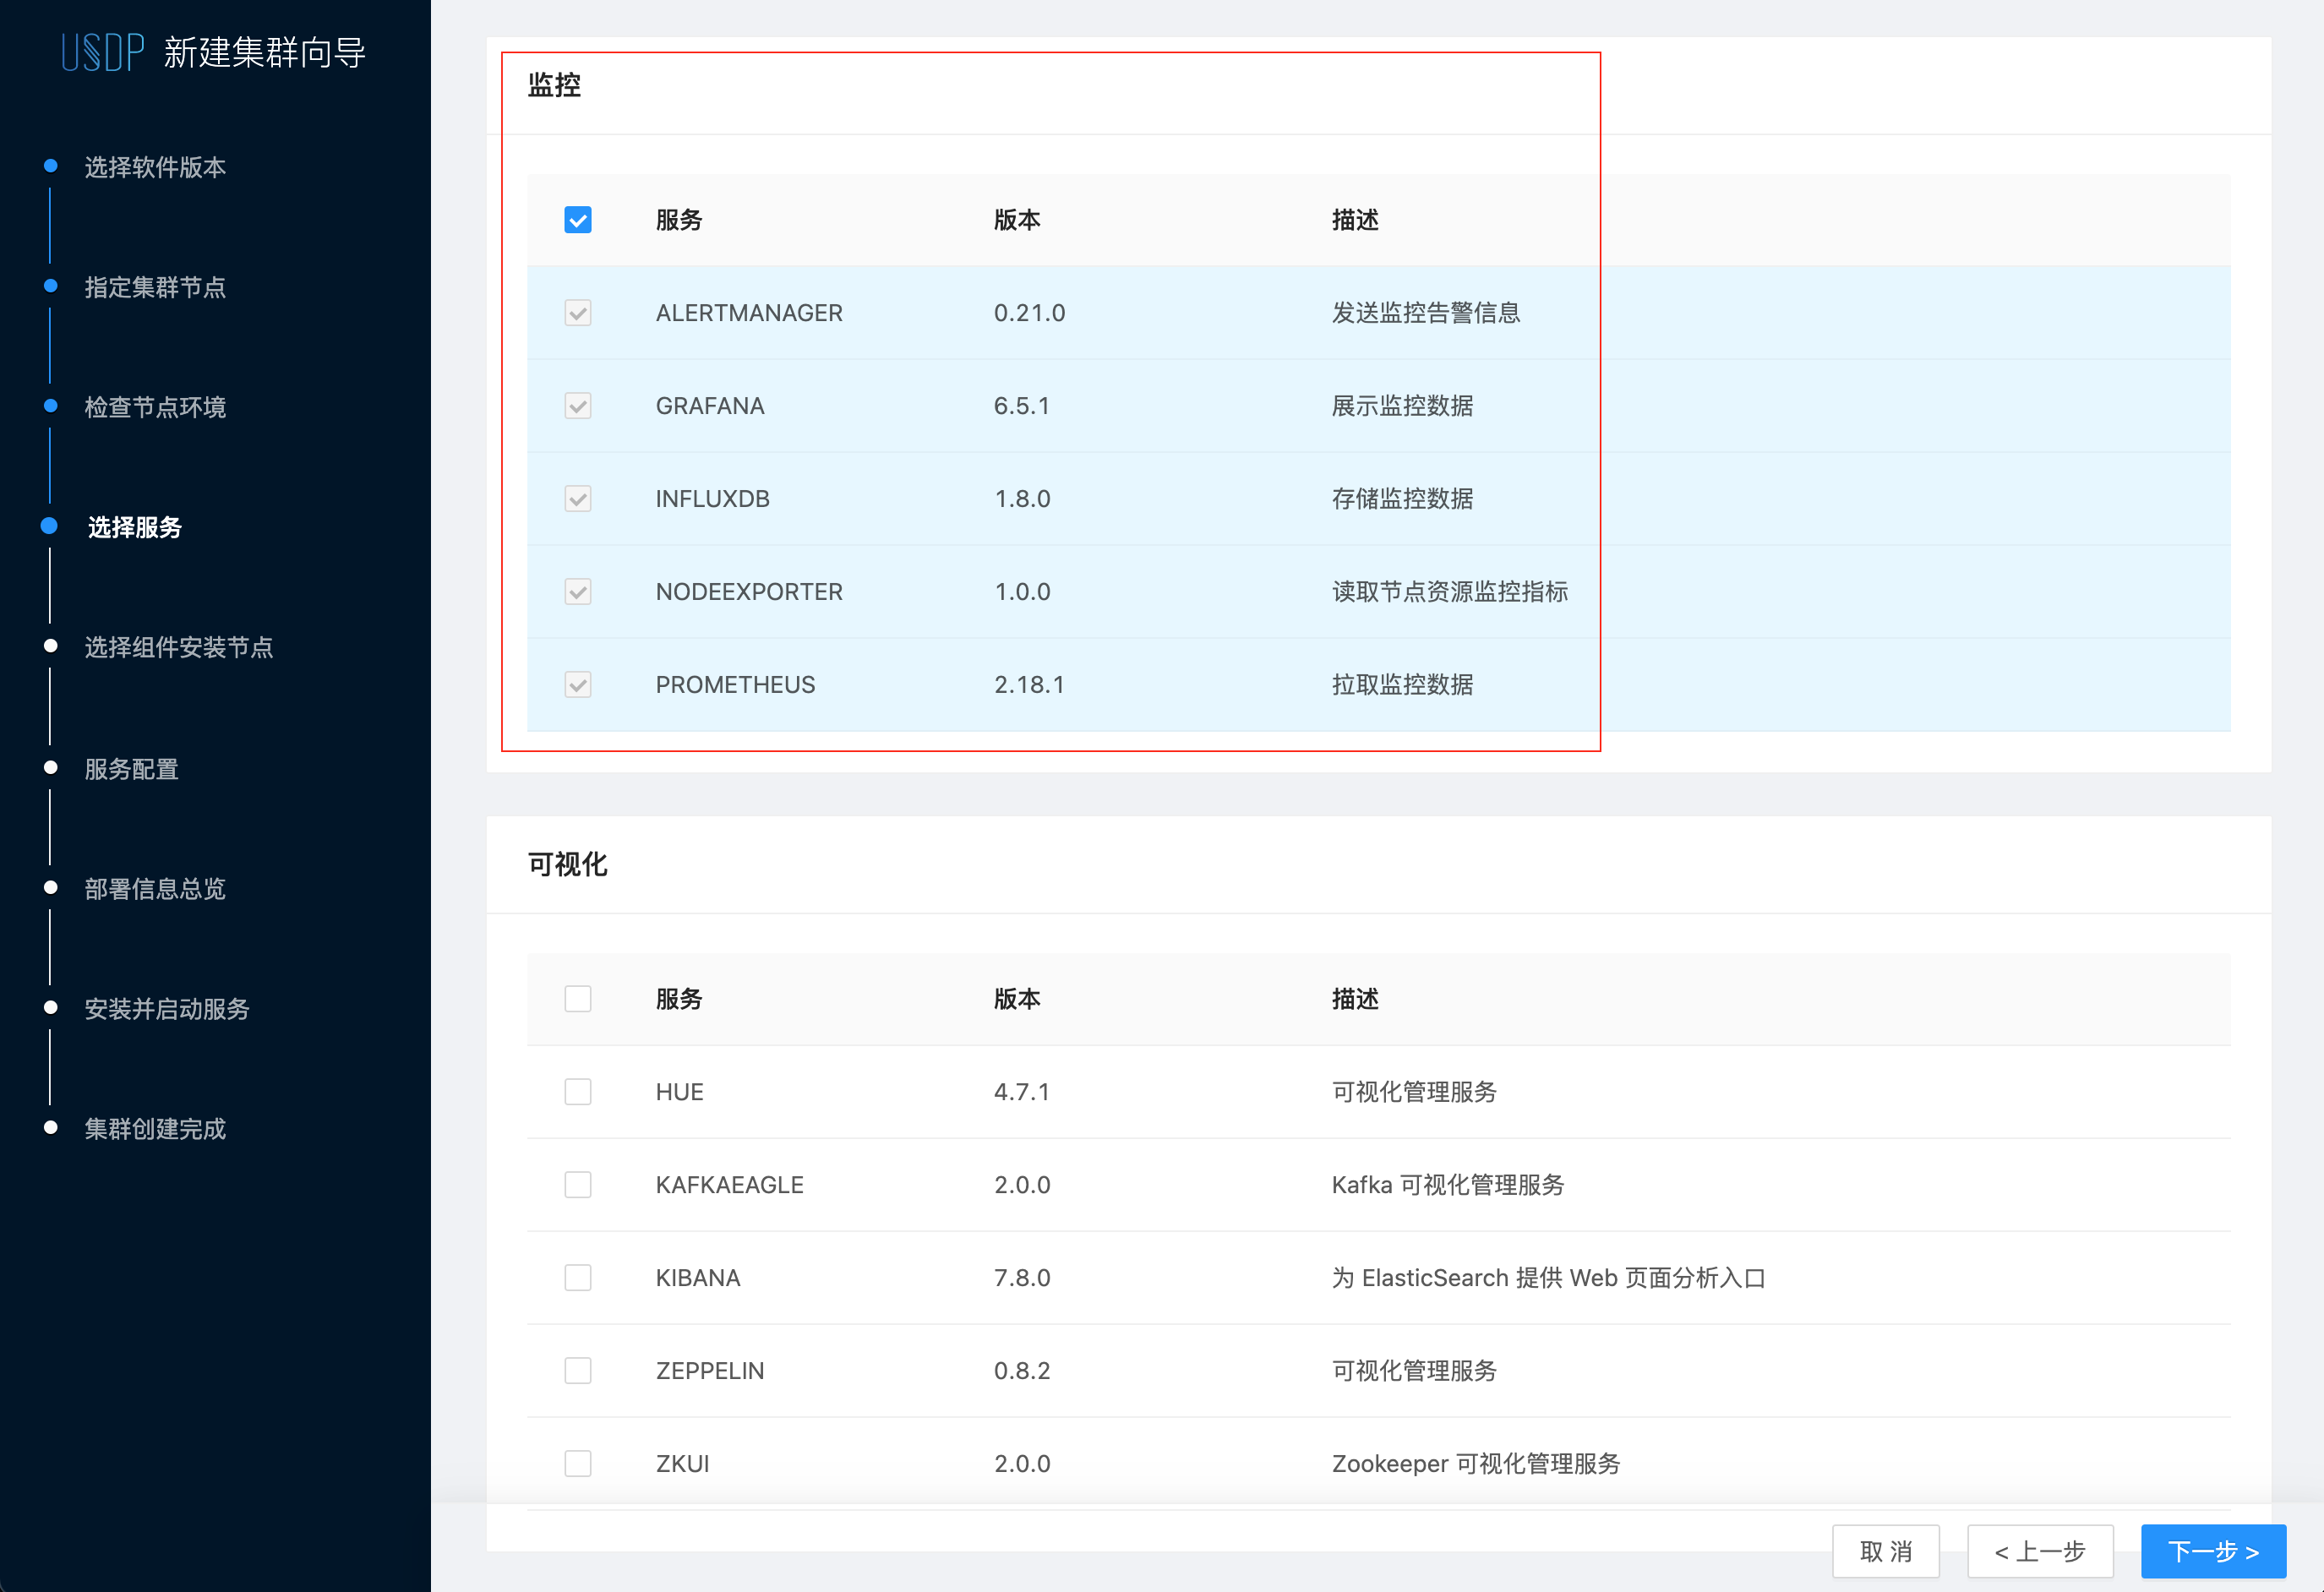 USDP 新建集群向导
选择软件版本
指定集群节点
检查节点环境
选择服务
选择组件安装节点
服务配置
部署信息总览
安装并启动服务
集群创建完成
监控
服务 版本 描述
ALERTMANAGER 0.21.0 发送监控告警信息
GRAFANA 6.5.1 展示监控数据
INFLUXDB 1.8.0 存储监控数据
NODEEXPORTER 1.0.0 读取节点资源监控指标
PROMETHEUS 2.18.1 拉取监控数据
可视化
服务 版本 描述
HUE 4.7.1 可视化管理服务
KAFKAEAGLE 2.0.0 Kafka 可视化管理服务
KIBANA 7.8.0 为 ElasticSearch 提供 Web 页面分析入口
ZEPPELIN 0.8.2 可视化管理服务
ZKUI 2.0.0 Zookeeper 可视化管理服务
取 消 < 上一步 下一步 >